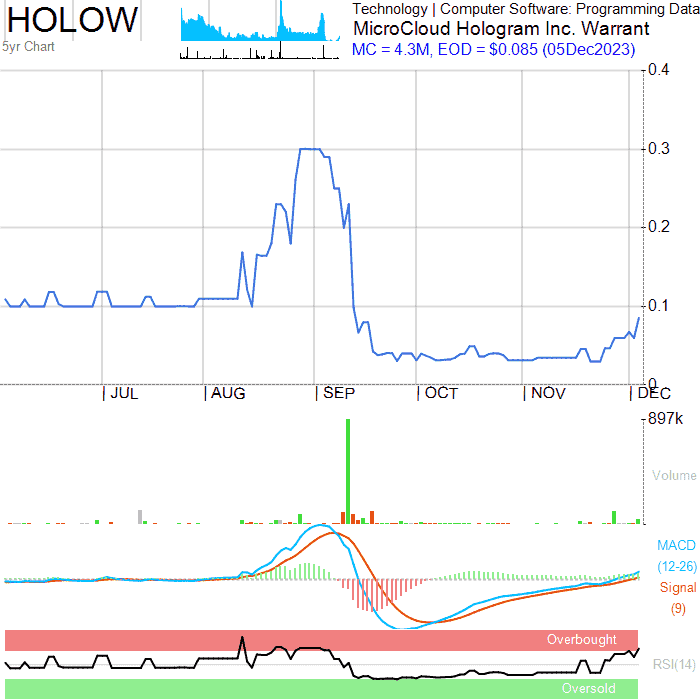 HOLOW
5yr Chart
Technology | Computer Software: Programming Data
MicroCloud Hologram Inc. Warrant
MC = 4.3M, EOD = $0.085 (05Dec2023)
0.4
0.3
0.2
0.1
0
JUL AUG SEP OCT NOV DEC
897k
Volume
MACD
(12-26)
Signal
(9)
Overbought
RSI(14)
Oversold